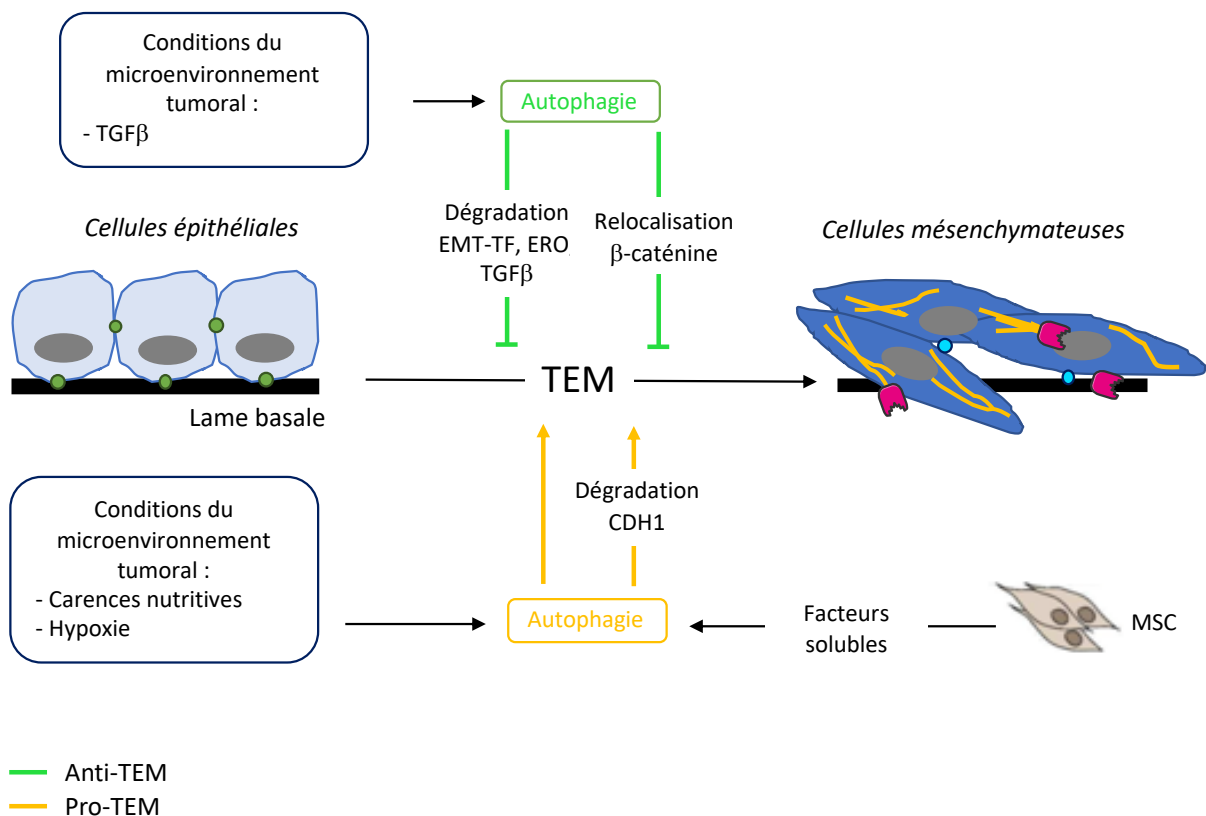 Conditions du
microenvironnement
tumoral :
- TGFβ
Autophagie
Dégradation
EMT-TF, ERO,
TGFβ
Relocalisation
β-caténine
Cellules épithéliales
Cellules mésenchymateuses
TEM
Lame basale
Dégradation
CDH1
Conditions du
microenvironnement
tumoral :
- Carences nutritives
- Hypoxie
Autophagie
Facteurs
solubles
MSC
Anti-TEM
Pro-TEM